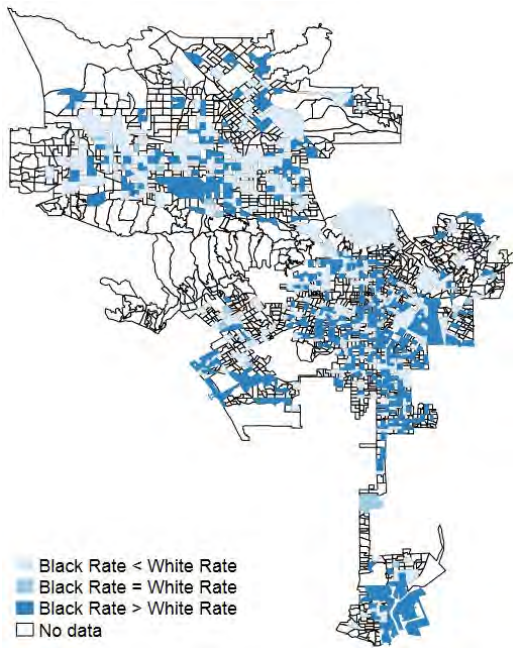 Black Rate < White Rate
Black Rate = White Rate
Black Rate > White Rate
No data